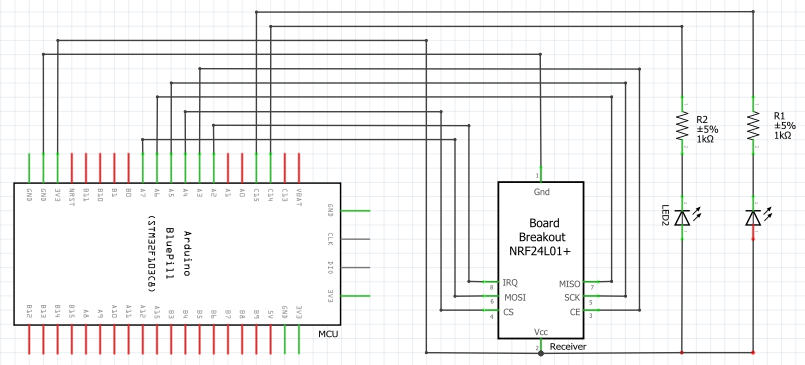 R2
±5%
1kΩ
R1
±5%
1kΩ
GND
GND
3V3
NRST
B11
B10
B1
B0
A7
A6
A5
A4
A3
A2
A1
A0
C15
C14
C13
VBAT
GND
CLK
DIO
3V3
Arduino
BluePill
(STM32F103C8)
B12
B13
B14
B15
A8
A9
A10
A11
A12
A15
B3
B4
B5
B6
B7
B8
B9
5V
GND
3V3
MCU
1
Gnd
Board
Breakout
NRF24L01+
IRQ
8
MOSI
6
CS
4
MISO
7
SCK
5
CE
3
Vcc
2
Receiver
LED2